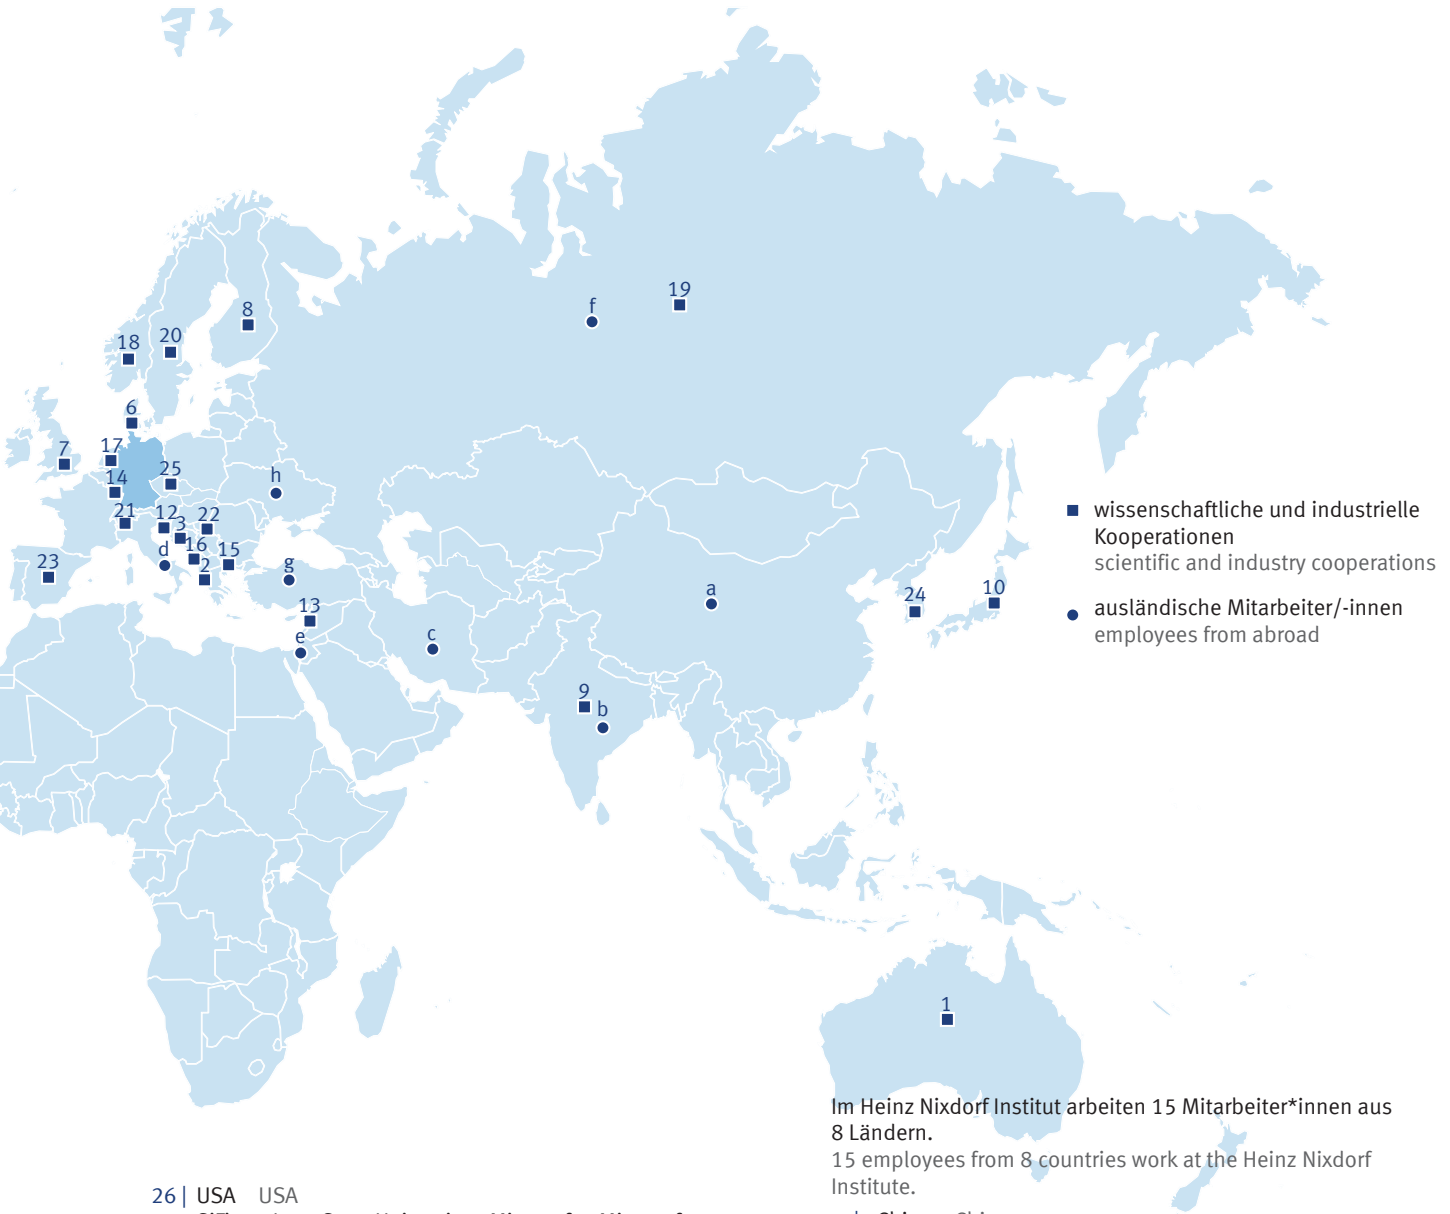 19
f
8
20
18
6
7
17
25
14
h
21
12
3
22
16
15
d
2
g
23
13
e
c
a
24
10
9
b
1
wissenschaftliche und industrielle
Kooperationen
scientific and industry cooperations
ausländische Mitarbeiter/-innen
employees from abroad
Im Heinz Nixdorf Institut arbeiten 15 Mitarbeiter*innen aus
8 Ländern.
15 employees from 8 countries work at the Heinz Nixdorf
Institute.
26 | USA USA